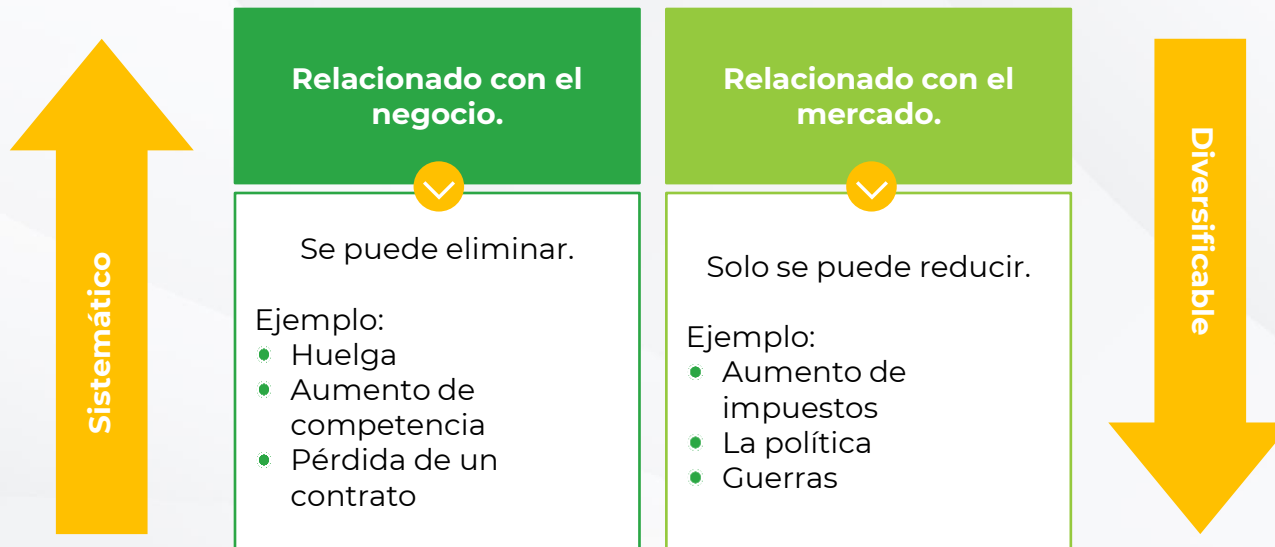 Sistemático
Relacionado con el
negocio.
Se puede eliminar.
Ejemplo:
Huelga
Aumento de
competencia
Pérdida de un
contrato
Relacionado con el
mercado.
Solo se puede reducir.
Ejemplo:
Aumento de
impuestos
La política
Guerras
Diversificable